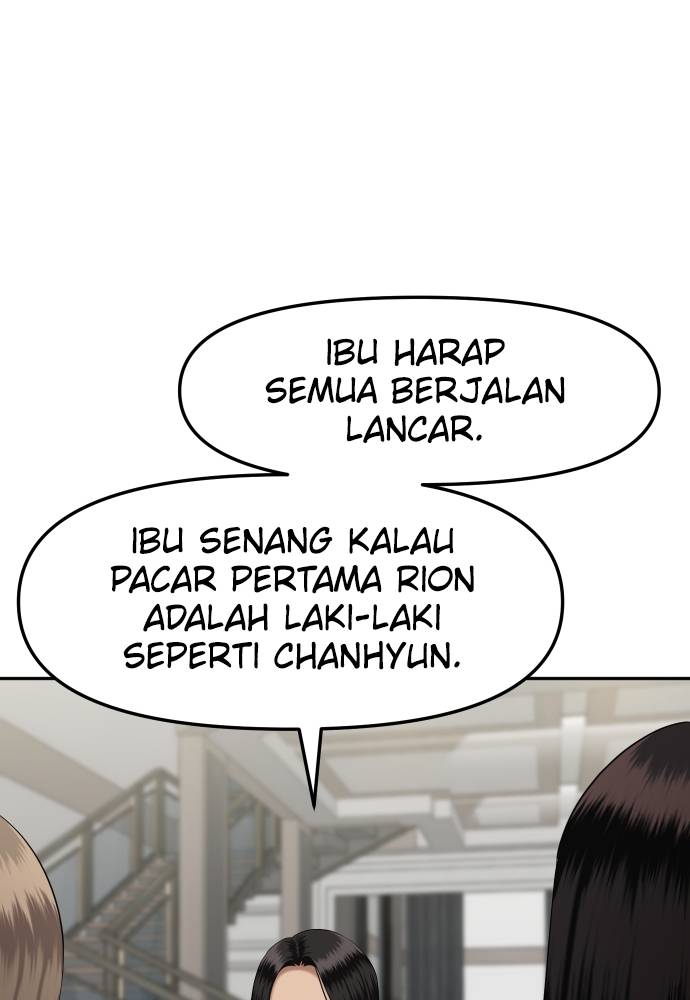 IBU HARAP
SEMUA BERJALAN
LANCAR.
IBU SENANG KALAU
PACAR PERTAMA RION
ADALAH LAKI-LAKI
SEPERTI CHANHYUN.